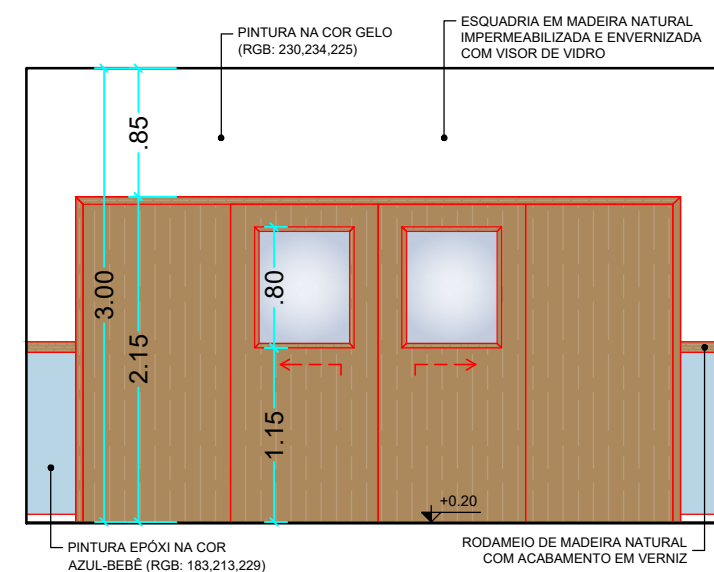 PINTURA NA COR GELO
(RGB: 230,234,225)
ESQUADRIA EM MADEIRA NATURAL
IMPERMEABILIZADA E ENVERNIZADA
COM VISOR DE VIDRO
.85
3.00
2.15
.80
1.15
+0.20
PINTURA EPÓXI NA COR
AZUL-BEBÊ (RGB: 183,213,229)
RODAMEIO DE MADEIRA NATURAL
COM ACABAMENTO EM VERNIZ